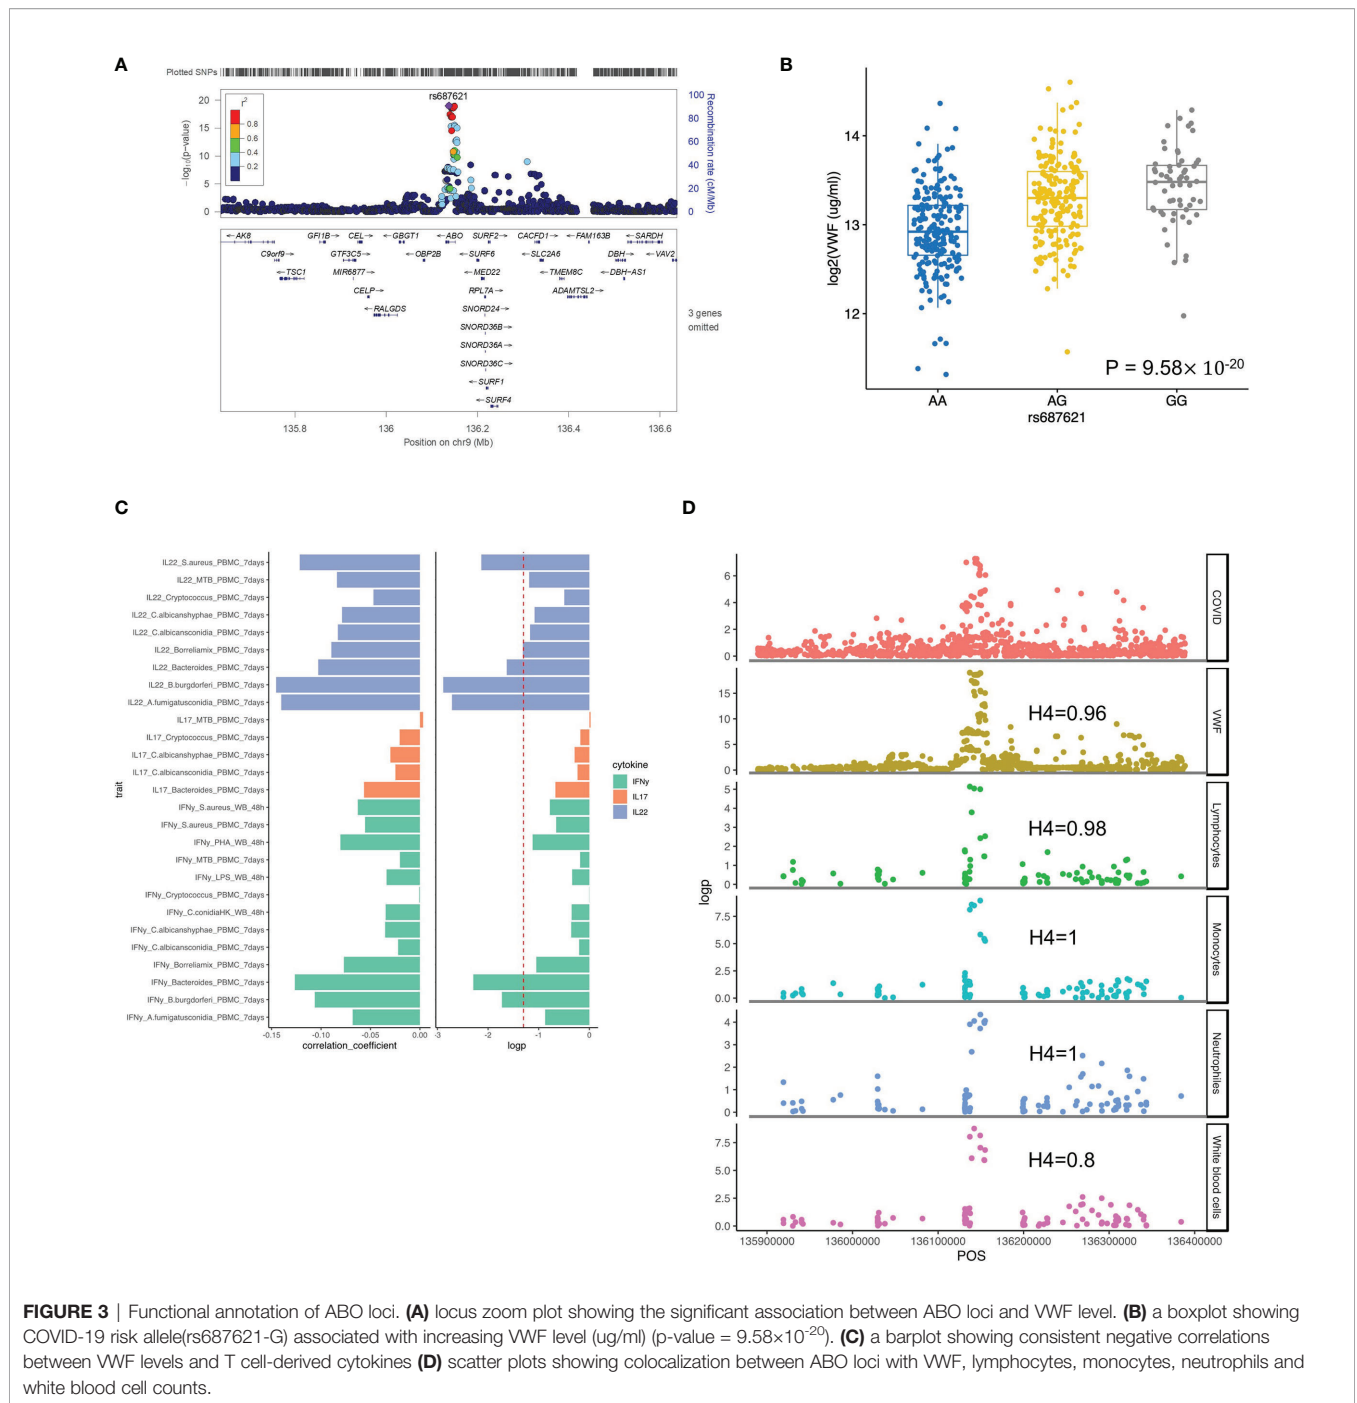 A
Plotted SNPs
rs687621
r²
0.8
0.6
0.4
0.2
20
15
10
5
0
−log₁₀(p−value)
100
80
60
40
20
0
Recombination rate (cM/Mb)
←AK8
GFI1B→
CEL→
←GBGT1
←ABO
SURF2→
CACFD1→
←FAM163B
←SARDH
C9orf9→
GTF3C5→
←OBP2B
←SURF6
←SLC2A6
DBH→
←VAV2
←TSC1
MIR6877→
←MED22
←TMEM8C
←DBH−AS1
CELP→
RPL7A→
ADAMTSL2→
←RALGDS
SNORD24→
SNORD36B→
SNORD36A→
SNORD36C→
←SURF1
←SURF4
3 genes
omitted
135.8
136
136.2
136.4
136.6
Position on chr9 (Mb)
B
log2(VWF (ug/ml))
14
13
12
P = 9.58× 10⁻²⁰
AA
AG
GG
rs687621
C
trait
IL22_S.aureus_PBMC_7days
IL22_MTB_PBMC_7days
IL22_Cryptococcus_PBMC_7days
IL22_C.albicanshyphae_PBMC_7days
IL22_C.albicansconidia_PBMC_7days
IL22_Borreliamix_PBMC_7days
IL22_Bacteroides_PBMC_7days
IL22_B.burgdorferi_PBMC_7days
IL22_A.fumigatusconidia_PBMC_7days
IL17_MTB_PBMC_7days
IL17_Cryptococcus_PBMC_7days
IL17_C.albicanshyphae_PBMC_7days
IL17_C.albicansconidia_PBMC_7days
IL17_Bacteroides_PBMC_7days
IFNy_S.aureus_WB_48h
IFNy_S.aureus_PBMC_7days
IFNy_PHA_WB_48h
IFNy_MTB_PBMC_7days
IFNy_LPS_WB_48h
IFNy_Cryptococcus_PBMC_7days
IFNy_C.conidiaHK_WB_48h
IFNy_C.albicanshyphae_PBMC_7days
IFNy_C.albicansconidia_PBMC_7days
IFNy_Borreliamix_PBMC_7days
IFNy_Bacteroides_PBMC_7days
IFNy_B.burgdorferi_PBMC_7days
IFNy_A.fumigatusconidia_PBMC_7days
-0.15
-0.10
-0.05
0.00
correlation_coefficient
-3
-2
-1
0
logp
cytokine
IFNy
IL17
IL22
D
logp
6
4
2
0
COVID
15
10
5
0
H4=0.96
VWF
5
4
3
2
1
0
H4=0.98
Lymphocytes
7.5
5.0
2.5
0.0
H4=1
Monocytes
4
3
2
1
0
H4=1
Neutrophiles
7.5
5.0
2.5
0.0
H4=0.8
White blood cells
135900000
136000000
136100000
136200000
136300000
136400000
POS
FIGURE 3 | Functional annotation of ABO loci. (A) locus zoom plot showing the significant association between ABO loci and VWF level. (B) a boxplot showing
COVID-19 risk allele(rs687621-G) associated with increasing VWF level (ug/ml) (p-value = 9.58×10⁻²⁰). (C) a barplot showing consistent negative correlations
between VWF levels and T cell-derived cytokines (D) scatter plots showing colocalization between ABO loci with VWF, lymphocytes, monocytes, neutrophils and
white blood cell counts.